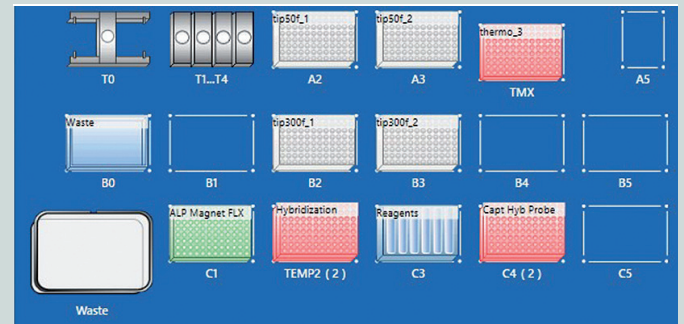 tip50f_1
tip50f_2
thermo_3
T0
T1...T4
A2
A3
TMX
A5
Waste
tip300f_1
tip300f_2
B0
B1
B2
B3
B4
B5
ALP Magnet FLX
Hybridization
Reagents
Capt Hyb Probe
C1
TEMP2 ( 2 )
C3
C4 ( 2 )
C5
Waste